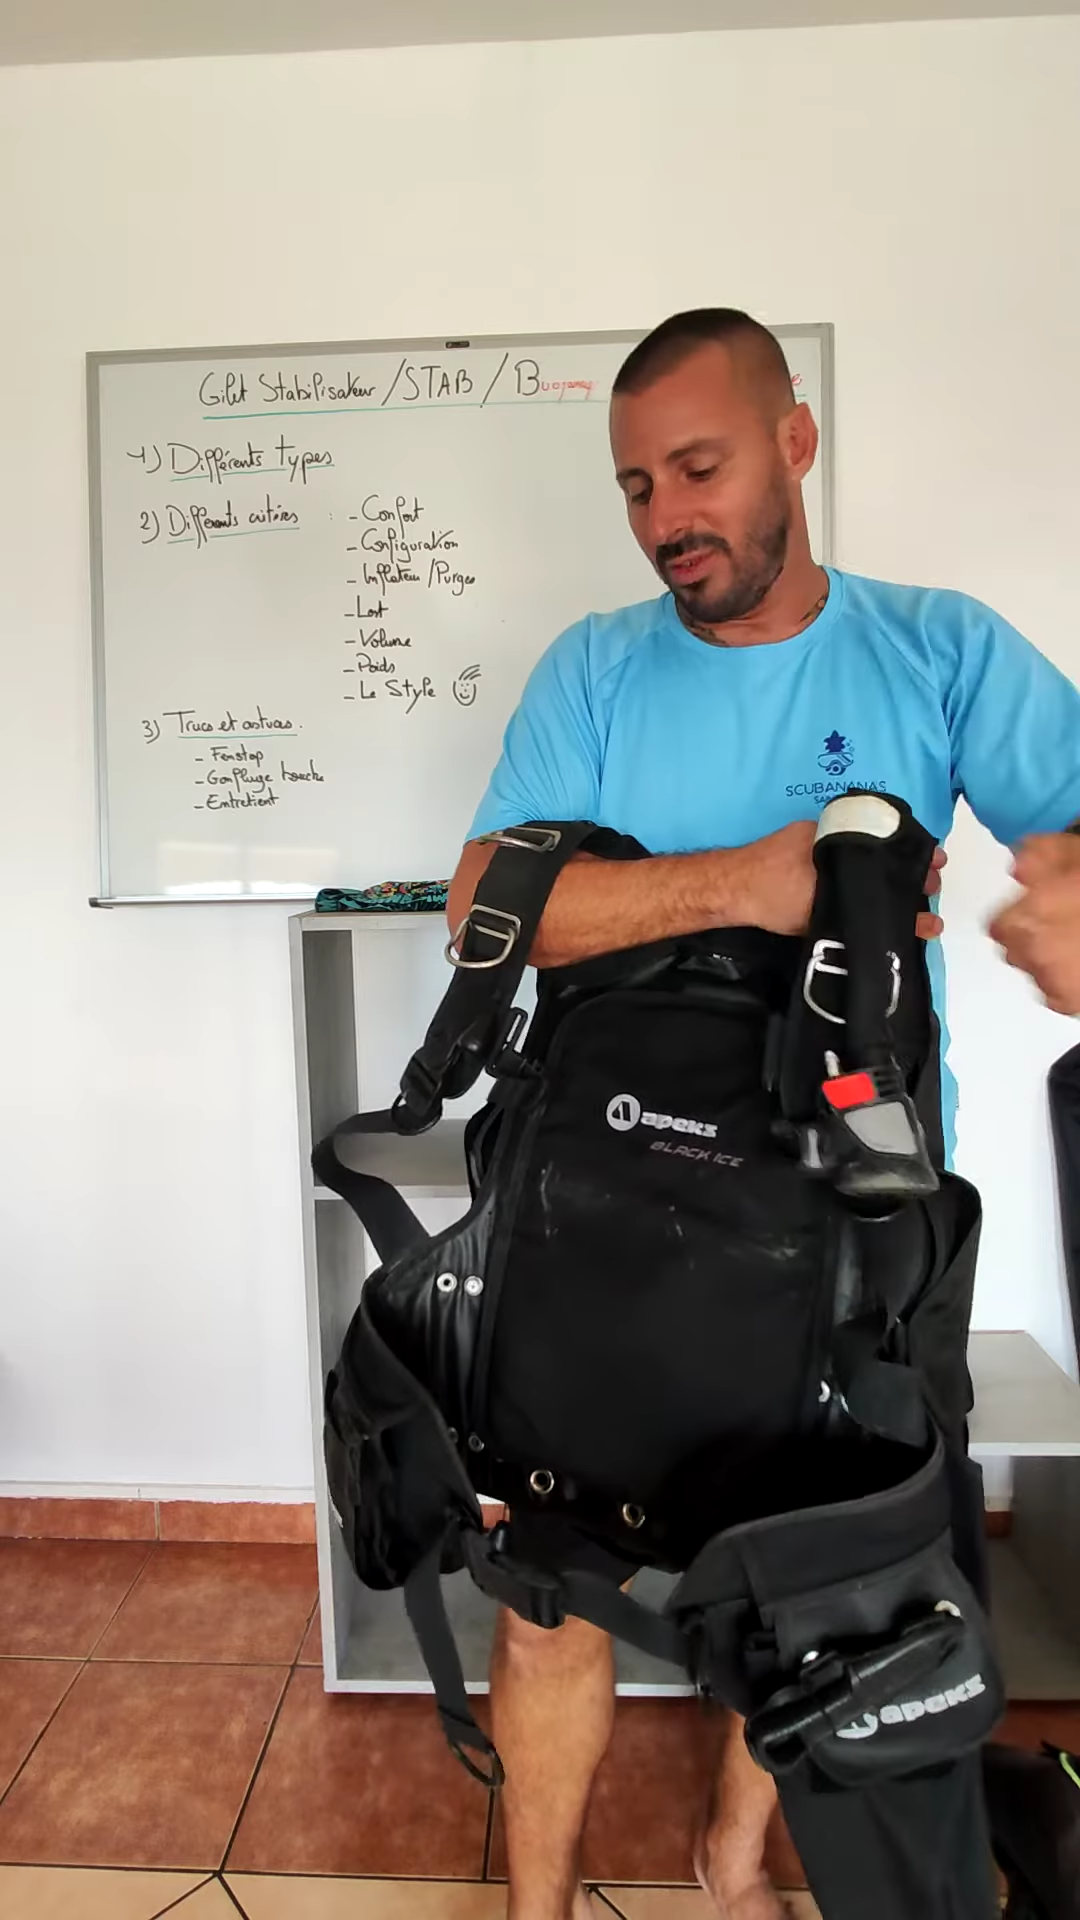 Gilet Stabilisateur / STAB / Buoyancy
1) Différents types
2) Différents critères : - Confort
- Configuration
- Inflateur / Purges
- Lest
- Volume
- Poids
- Le Style
3) Trucs et astuces.
- Fenstop
- Gonflage bouche
- Entretient
SCUBANANAS
apeks
BLACK ICE
apeks